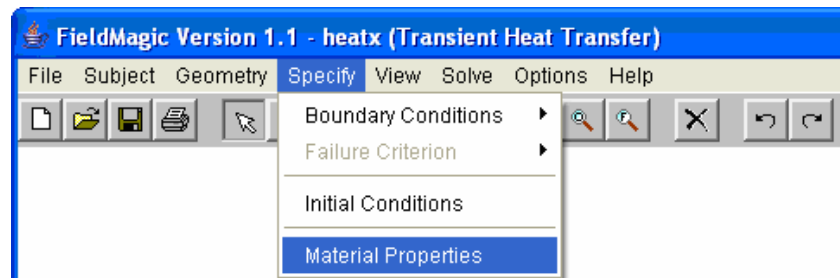 FieldMagic Version 1.1 - heatx (Transient Heat Transfer)
File Subject Geometry Specify View Solve Options Help
Boundary Conditions
Failure Criterion
Initial Conditions
Material Properties